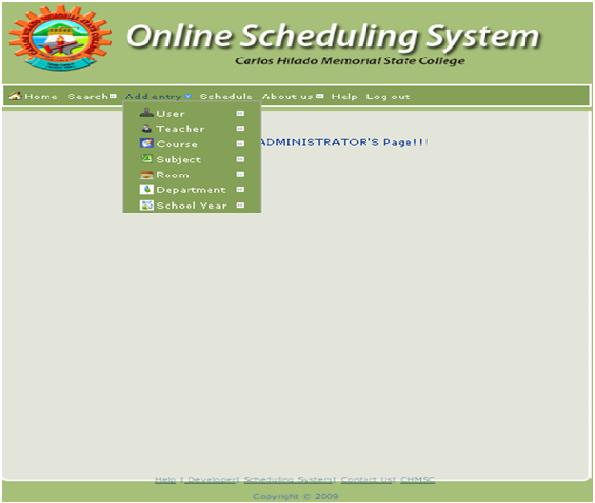 Online Scheduling System
Carlos Hilado Memorial State College
Home Search Add entry Schedule About us Help Log out
User
ADMINISTRATOR'S Page!!!
Teacher
Course
Subject
Room
Department
School Year
Help | Developer| Scheduling System| Contact Us| CHMSC
Copyright © 2009